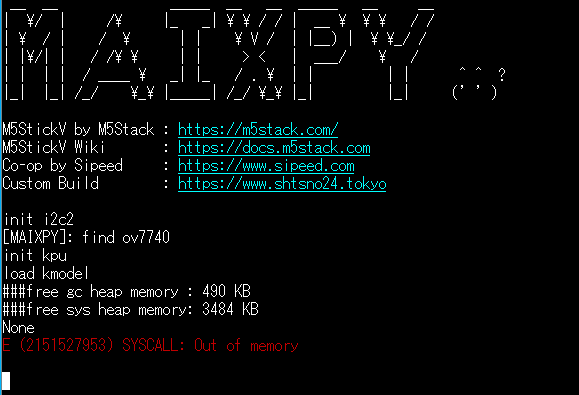 MAIXPY
(' ') ?
M5StickV by M5Stack : https://m5stack.com/
M5StickV Wiki : https://docs.m5stack.com
Co-op by Sipeed : https://www.sipeed.com
Custom Build : https://www.shtsno24.tokyo
init i2c2
[MAIXPY]: find ov7740
init kpu
load kmodel
###free gc heap memory : 490 KB
###free sys heap memory: 3484 KB
None
E (2151527953) SYSCALL: Out of memory